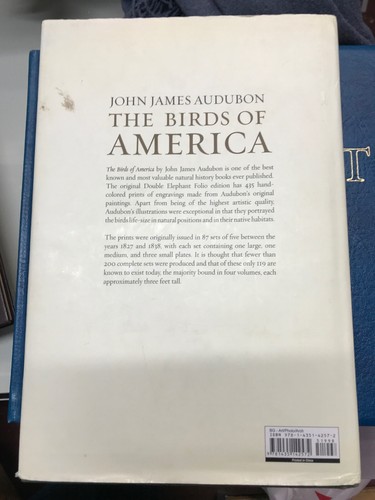 JOHN JAMES AUDUBON
THE BIRDS OF
AMERICA
The Birds of America by John James Audubon is one of the best
known and most valuable natural history books ever published.
The original Double Elephant Folio edition has 435 hand-
colored prints of engravings made from Audubon's original
paintings. Apart from being of the highest artistic quality,
Audubon's illustrations were exceptional in that they portrayed
the birds life-size in natural positions and in their native habitats.
The prints were originally issued in 87 sets of five between the
years 1827 and 1838, with each set containing one large, one
medium, and three small plates. It is thought that fewer than
200 complete sets were produced and that of these only 119 are
known to exist today, the majority bound in four volumes, each
approximately three feet tall.
T